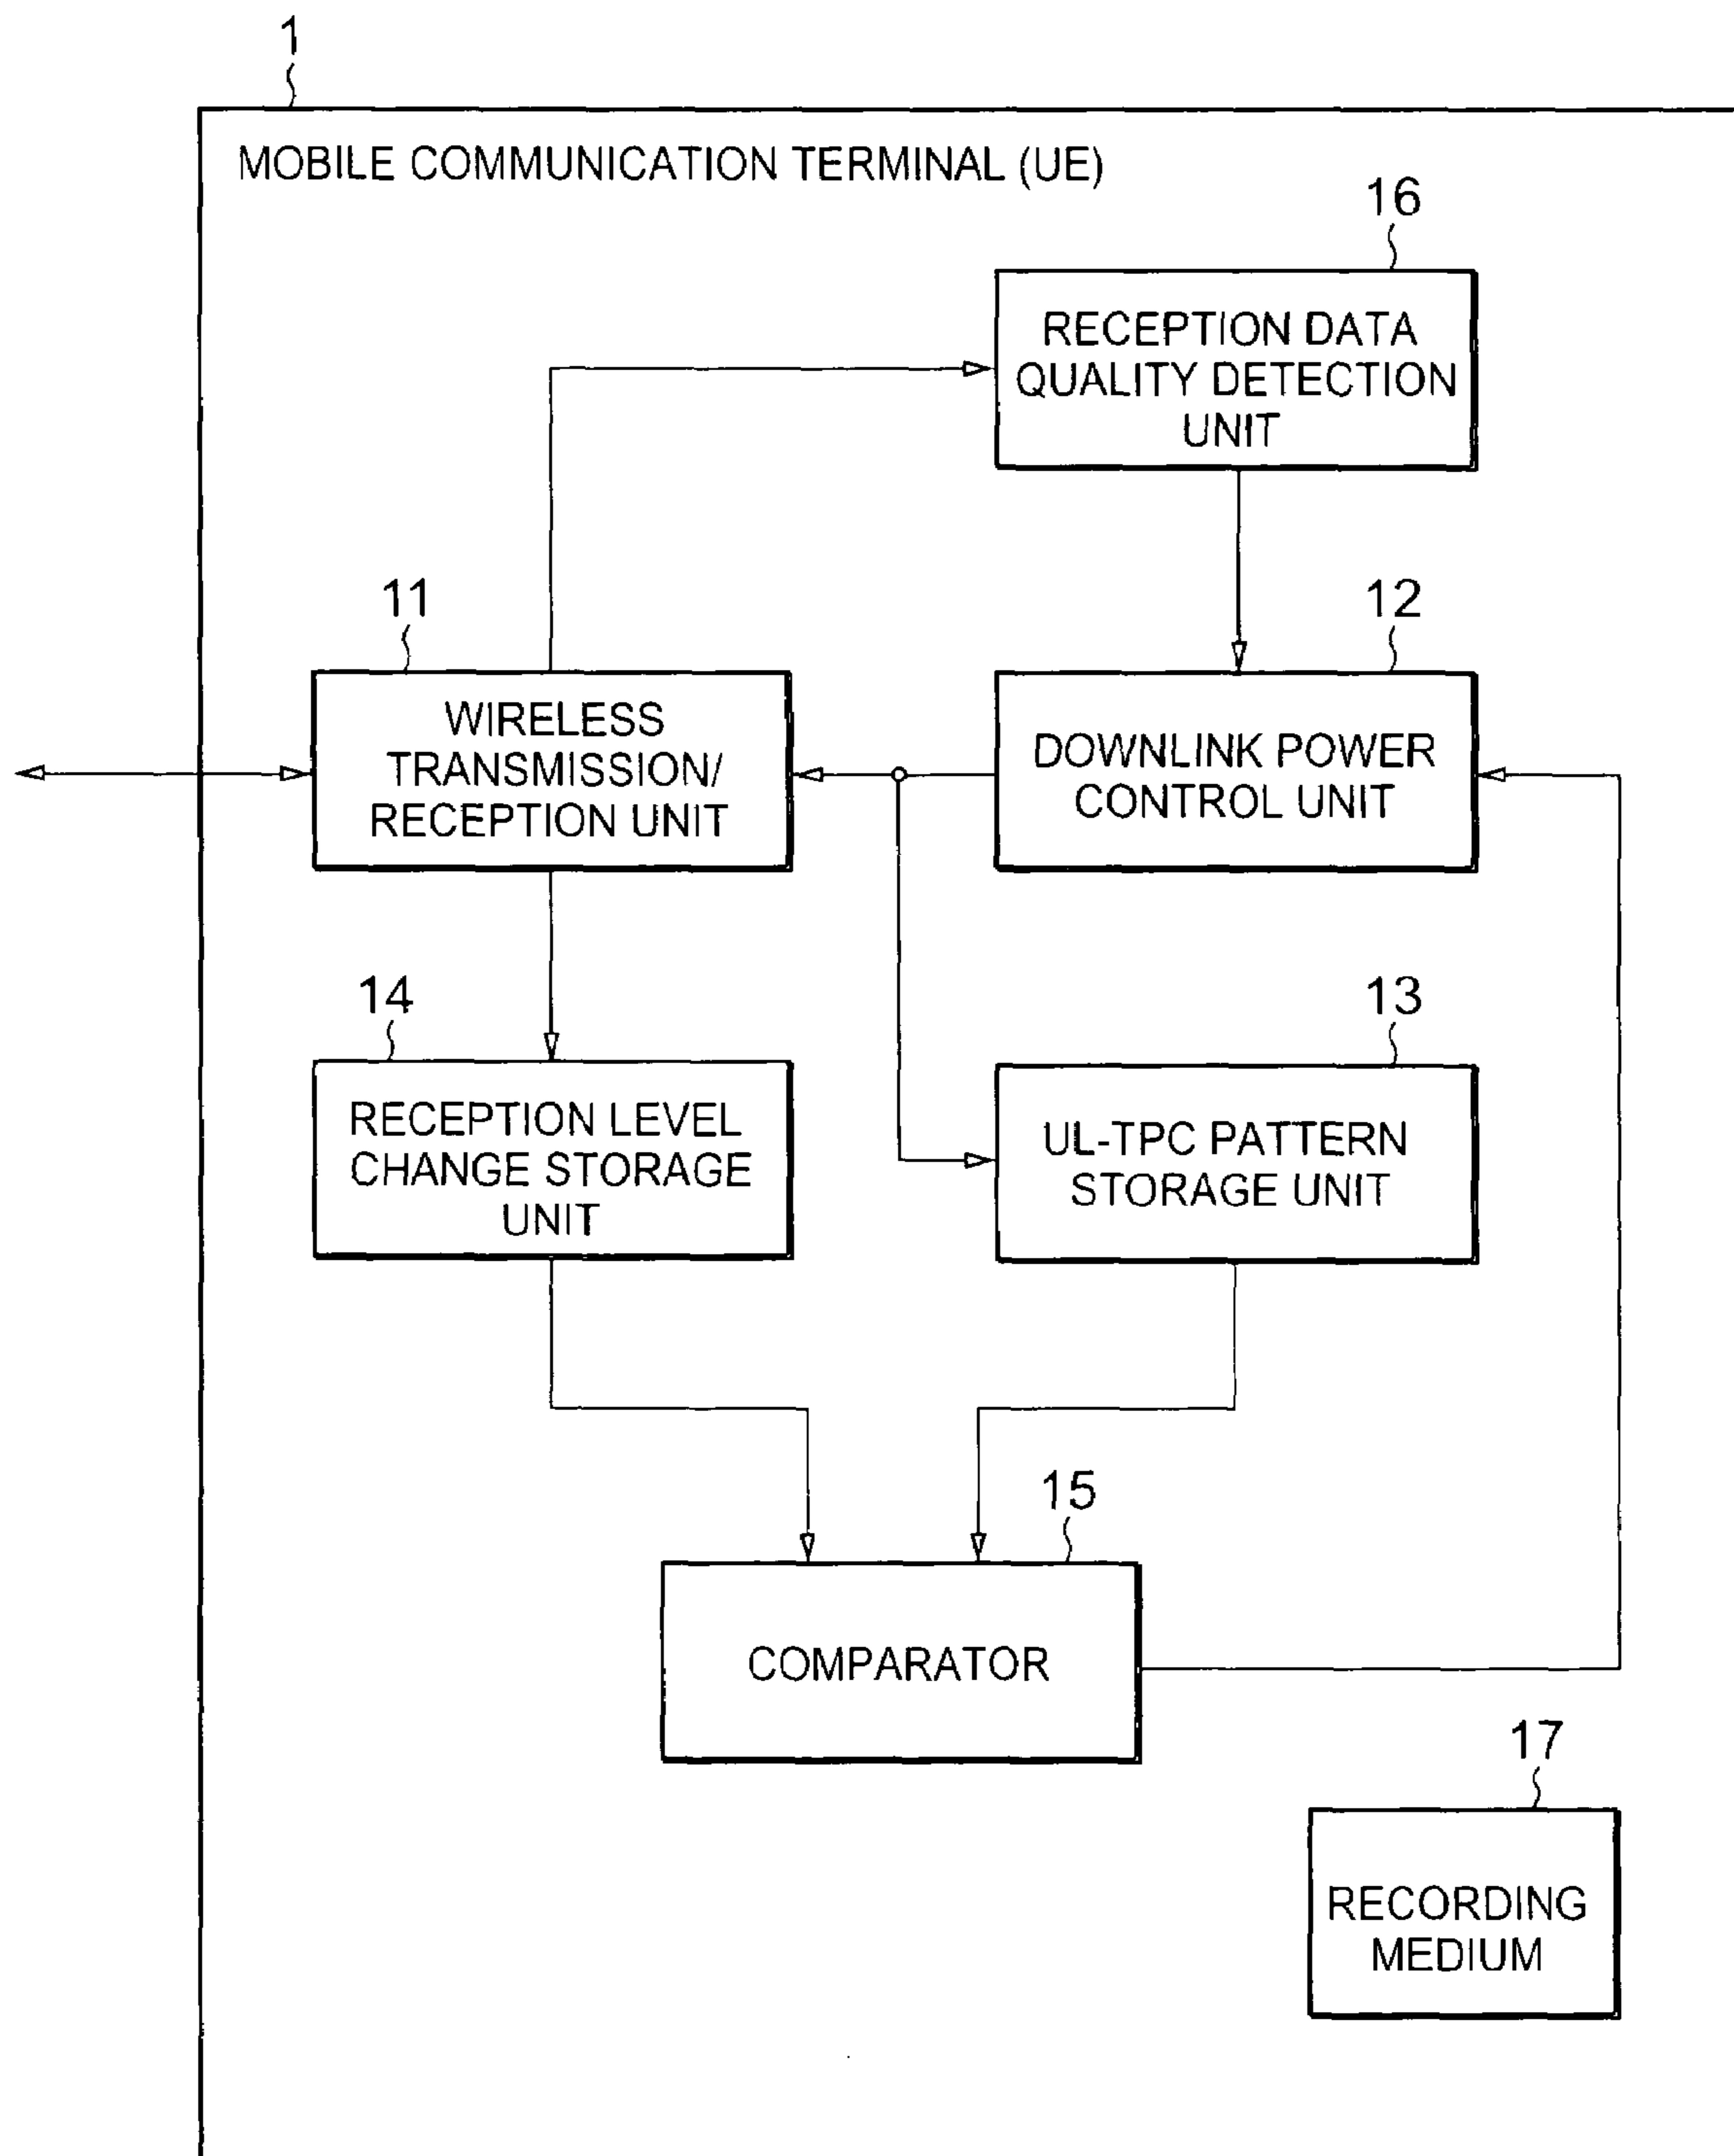 1
MOBILE COMMUNICATION TERMINAL (UE)
16
RECEPTION DATA
QUALITY DETECTION
UNIT
11
WIRELESS
TRANSMISSION/
RECEPTION UNIT
12
DOWNLINK POWER
CONTROL UNIT
14
RECEPTION LEVEL
CHANGE STORAGE
UNIT
13
UL-TPC PATTERN
STORAGE UNIT
15
COMPARATOR
17
RECORDING
MEDIUM